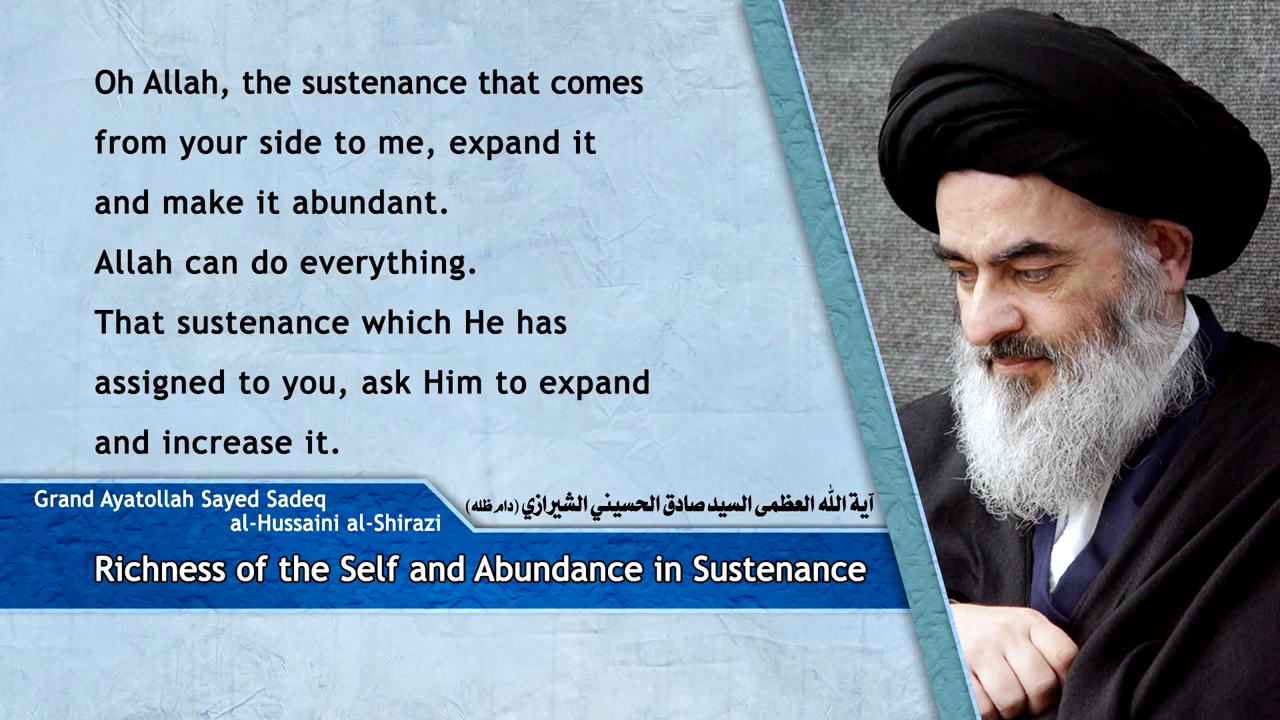 Oh Allah, the sustenance that comes
from your side to me, expand it
and make it abundant.
Allah can do everything.
That sustenance which He has
assigned to you, ask Him to expand
and increase it.
Grand Ayatollah Sayed Sadeq
al-Hussaini al-Shirazi
آية الله العظمى السيد صادق الحسيني الشيرازي (دام ظله)
Richness of the Self and Abundance in Sustenance